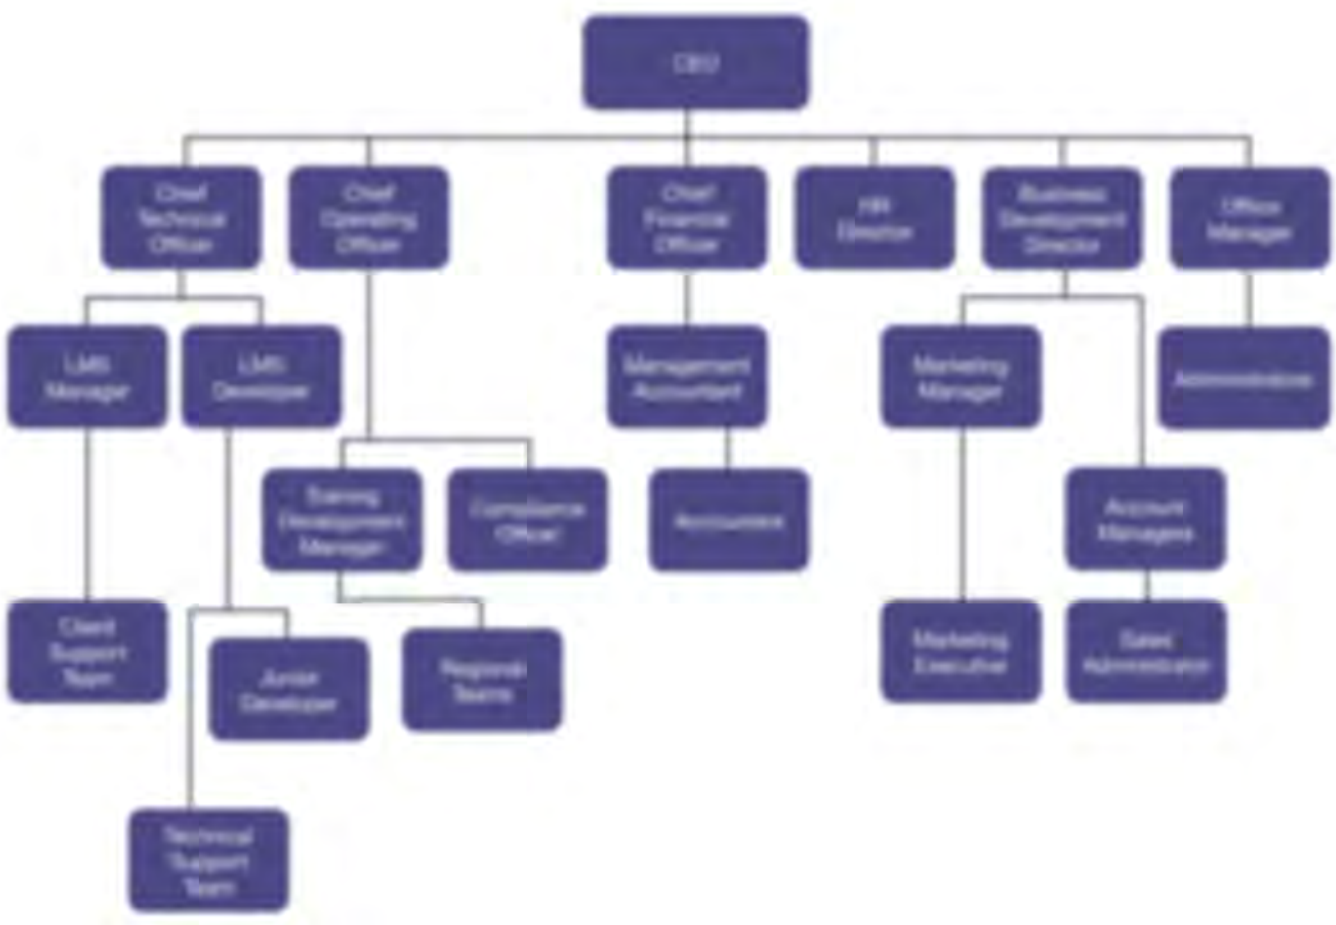 CEO
Chief
Technical
Officer
Chief
Operating
Officer
Chief
Financial
Officer
HR
Director
Business
Development
Director
Office
Manager
LMS
Manager
LMS
Developer
Management
Accountant
Marketing
Manager
Training
Development
Manager
Compliance
Officer
Accountant
Account
Managers
Client
Support
Team
Junior
Developer
Regional
Teams
Marketing
Executive
Sales
Administrator
Technical
Support
Team